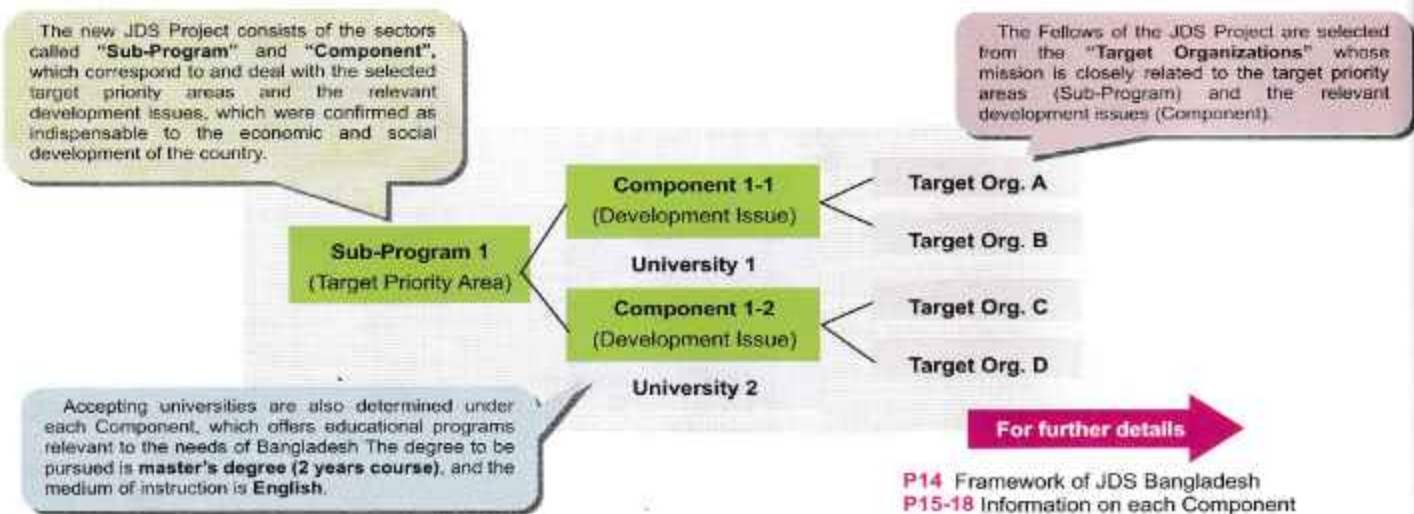 The new JDS Project consists of the sectors
called "Sub-Program" and "Component",
which correspond to and deal with the selected
target priority areas and the relevant
development issues, which were confirmed as
indispensable to the economic and social
development of the country.
The Fellows of the JDS Project are selected
from the "Target Organizations" whose
mission is closely related to the target priority
areas (Sub-Program) and the relevant
development issues (Component).
Sub-Program 1
(Target Priority Area)
Component 1-1
(Development Issue)
University 1
Component 1-2
(Development Issue)
University 2
Target Org. A
Target Org. B
Target Org. C
Target Org. D
Accepting universities are also determined under
each Component, which offers educational programs
relevant to the needs of Bangladesh The degree to be
pursued is master's degree (2 years course), and the
medium of instruction is English.
For further details
P14 Framework of JDS Bangladesh
P15-18 Information on each Component